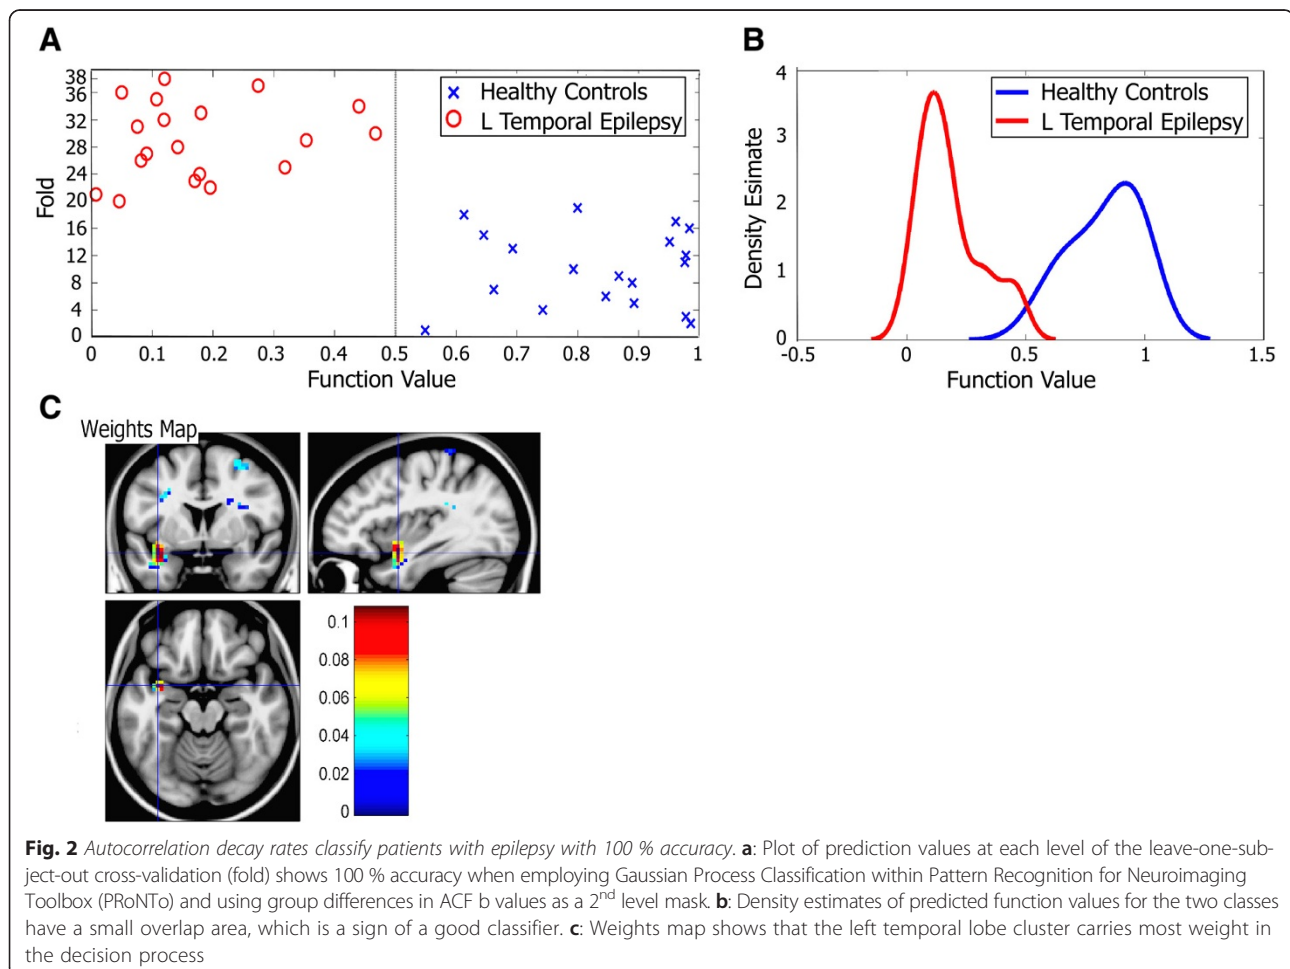 A
38
36
32
28
24
20
16
12
8
4
0
Fold
0 0.1 0.2 0.3 0.4 0.5 0.6 0.7 0.8 0.9 1
Function Value
Healthy Controls
L Temporal Epilepsy
B
4
3
2
1
0
Density Esimate
-0.5 0 0.5 1 1.5
Function Value
Healthy Controls
L Temporal Epilepsy
C
Weights Map
0.1
0.08
0.06
0.04
0.02
0
Fig. 2 Autocorrelation decay rates classify patients with epilepsy with 100 % accuracy. a: Plot of prediction values at each level of the leave-one-sub-
ject-out cross-validation (fold) shows 100 % accuracy when employing Gaussian Process Classification within Pattern Recognition for Neuroimaging
Toolbox (PRoNTo) and using group differences in ACF b values as a 2nd level mask. b: Density estimates of predicted function values for the two classes
have a small overlap area, which is a sign of a good classifier. c: Weights map shows that the left temporal lobe cluster carries most weight in
the decision process